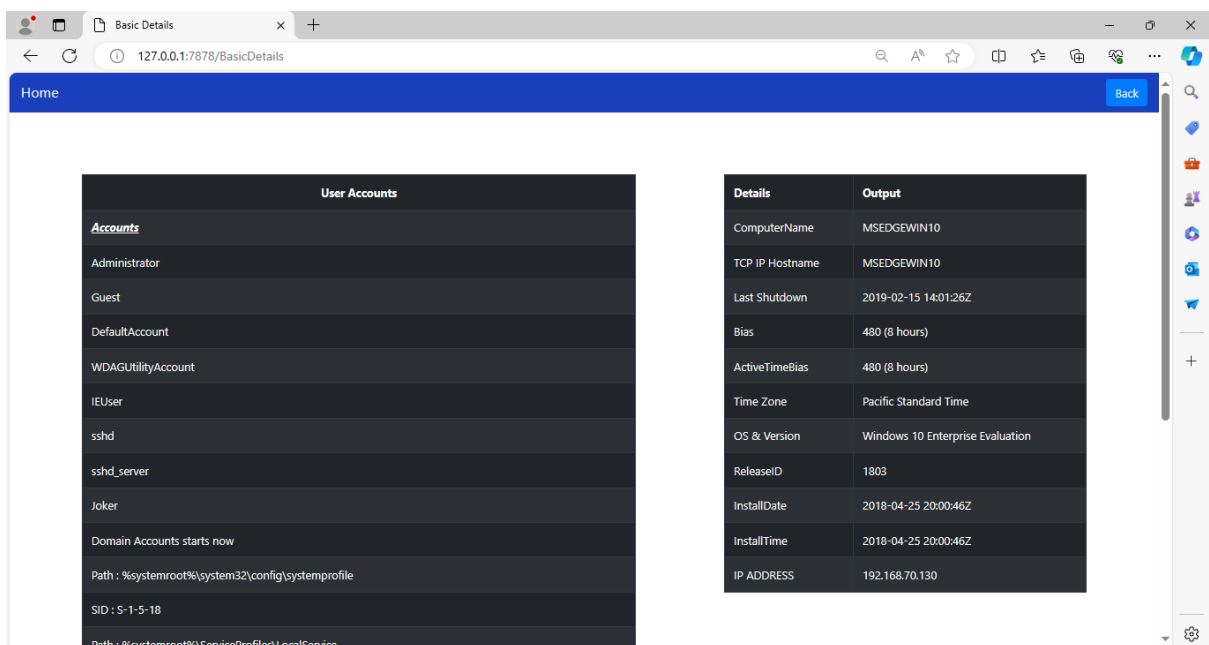 Basic Details
127.0.0.1:7878/BasicDetails
Home
Back
User Accounts
Accounts
Administrator
Guest
DefaultAccount
WDAGUtilityAccount
IEUser
sshd
sshd_server
Joker
Domain Accounts starts now
Path : %systemroot%\system32\config\systemprofile
SID : S-1-5-18
Path : %systemroot%\ServiceProfiles\LocalService
Details Output
ComputerName MSEDGEWIN10
TCP IP Hostname MSEDGEWIN10
Last Shutdown 2019-02-15 14:01:26Z
Bias 480 (8 hours)
ActiveTimeBias 480 (8 hours)
Time Zone Pacific Standard Time
OS & Version Windows 10 Enterprise Evaluation
ReleaseID 1803
InstallDate 2018-04-25 20:00:46Z
InstallTime 2018-04-25 20:00:46Z
IP ADDRESS 192.168.70.130